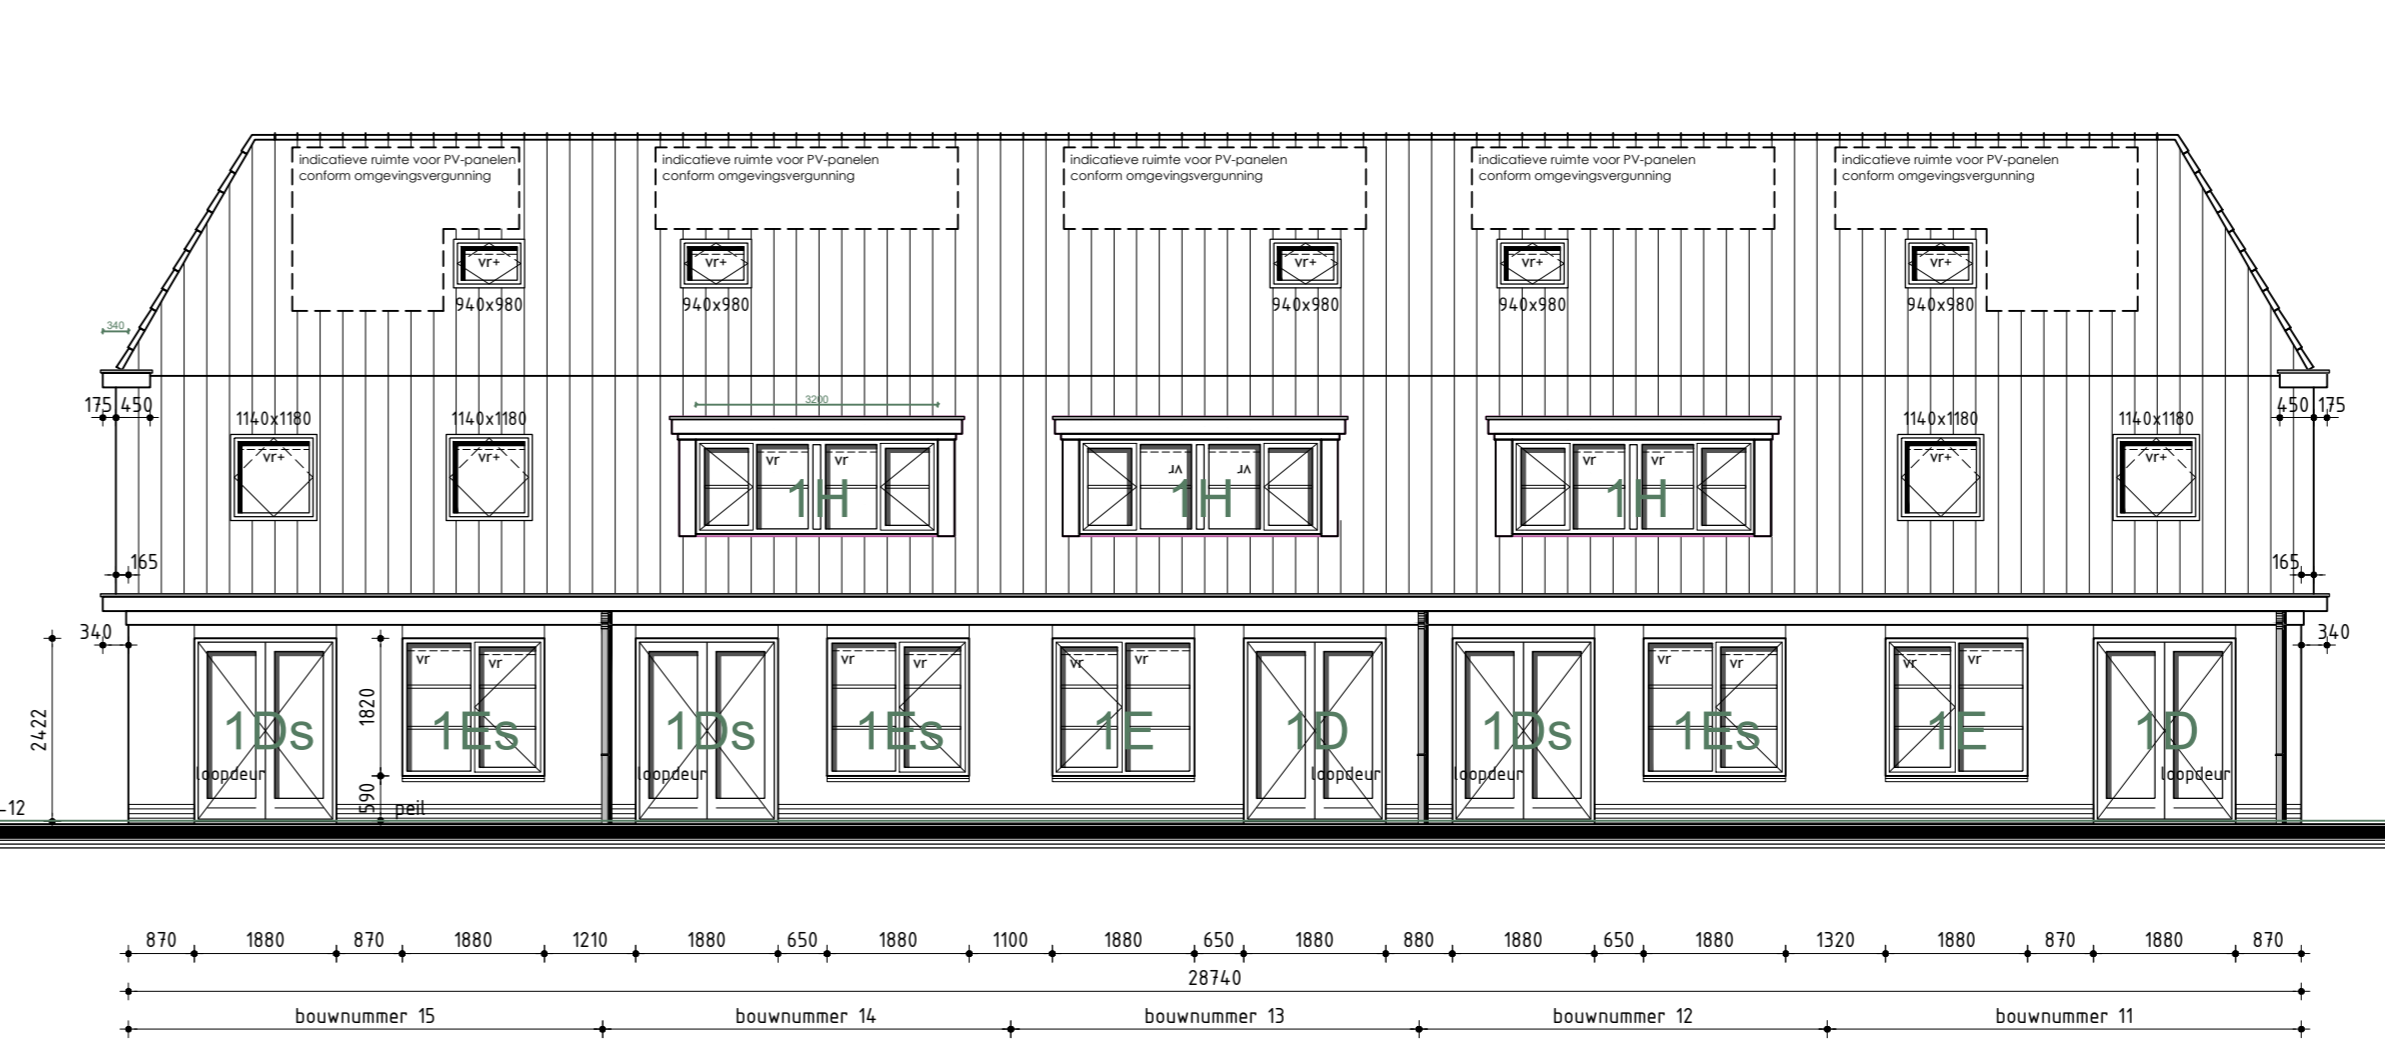 indicatieve ruimte voor PV-panelen
conform omgevingsvergunning
indicatieve ruimte voor PV-panelen
conform omgevingsvergunning
indicatieve ruimte voor PV-panelen
conform omgevingsvergunning
indicatieve ruimte voor PV-panelen
conform omgevingsvergunning
indicatieve ruimte voor PV-panelen
conform omgevingsvergunning
vr+ vr+ vr+ vr+ vr+
940x980 940x980 940x980 940x980 940x980
340
175 450 3200 450 175
1140x1180 1140x1180 1140x1180 1140x1180
vr+ vr+ vr vr vr vr vr vr vr+ vr+
1H 1H 1H
165 165
340 340
vr vr vr vr vr vr vr vr vr vr
2422 1820
1Ds 1Es 1Ds 1Es 1E 1D 1Ds 1Es 1E 1D
loopdeur loopdeur loopdeur loopdeur loopdeur
-12 590 peil
870 1880 870 1880 1210 1880 650 1880 1100 1880 650 1880 880 1880 650 1880 1320 1880 870 1880 870
28740
bouwnummer 15 bouwnummer 14 bouwnummer 13 bouwnummer 12 bouwnummer 11